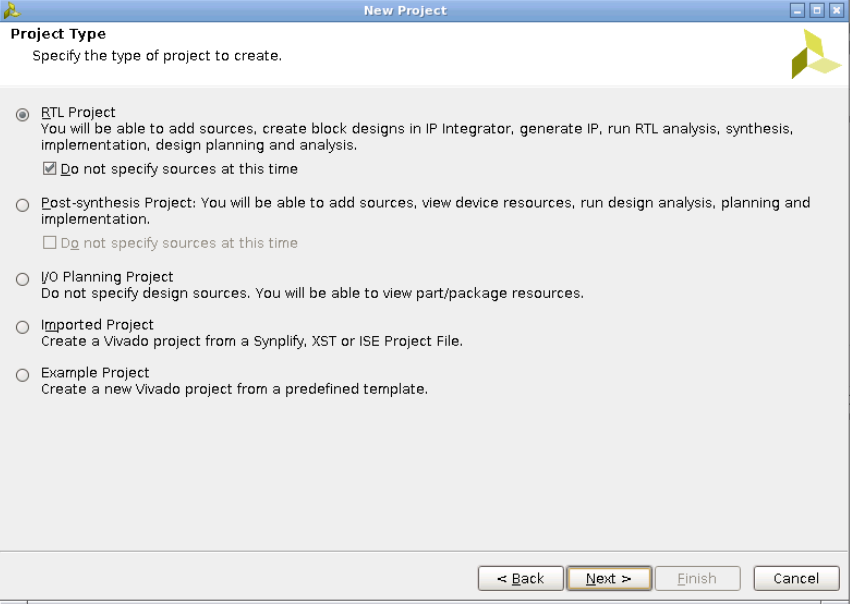 New Project
Project Type
Specify the type of project to create.
RTL Project
You will be able to add sources, create block designs in IP Integrator, generate IP, run RTL analysis, synthesis,
implementation, design planning and analysis.
Do not specify sources at this time
Post-synthesis Project: You will be able to add sources, view device resources, run design analysis, planning and
implementation.
Do not specify sources at this time
I/O Planning Project
Do not specify design sources. You will be able to view part/package resources.
Imported Project
Create a Vivado project from a Synplify, XST or ISE Project File.
Example Project
Create a new Vivado project from a predefined template.
< Back Next > Finish Cancel